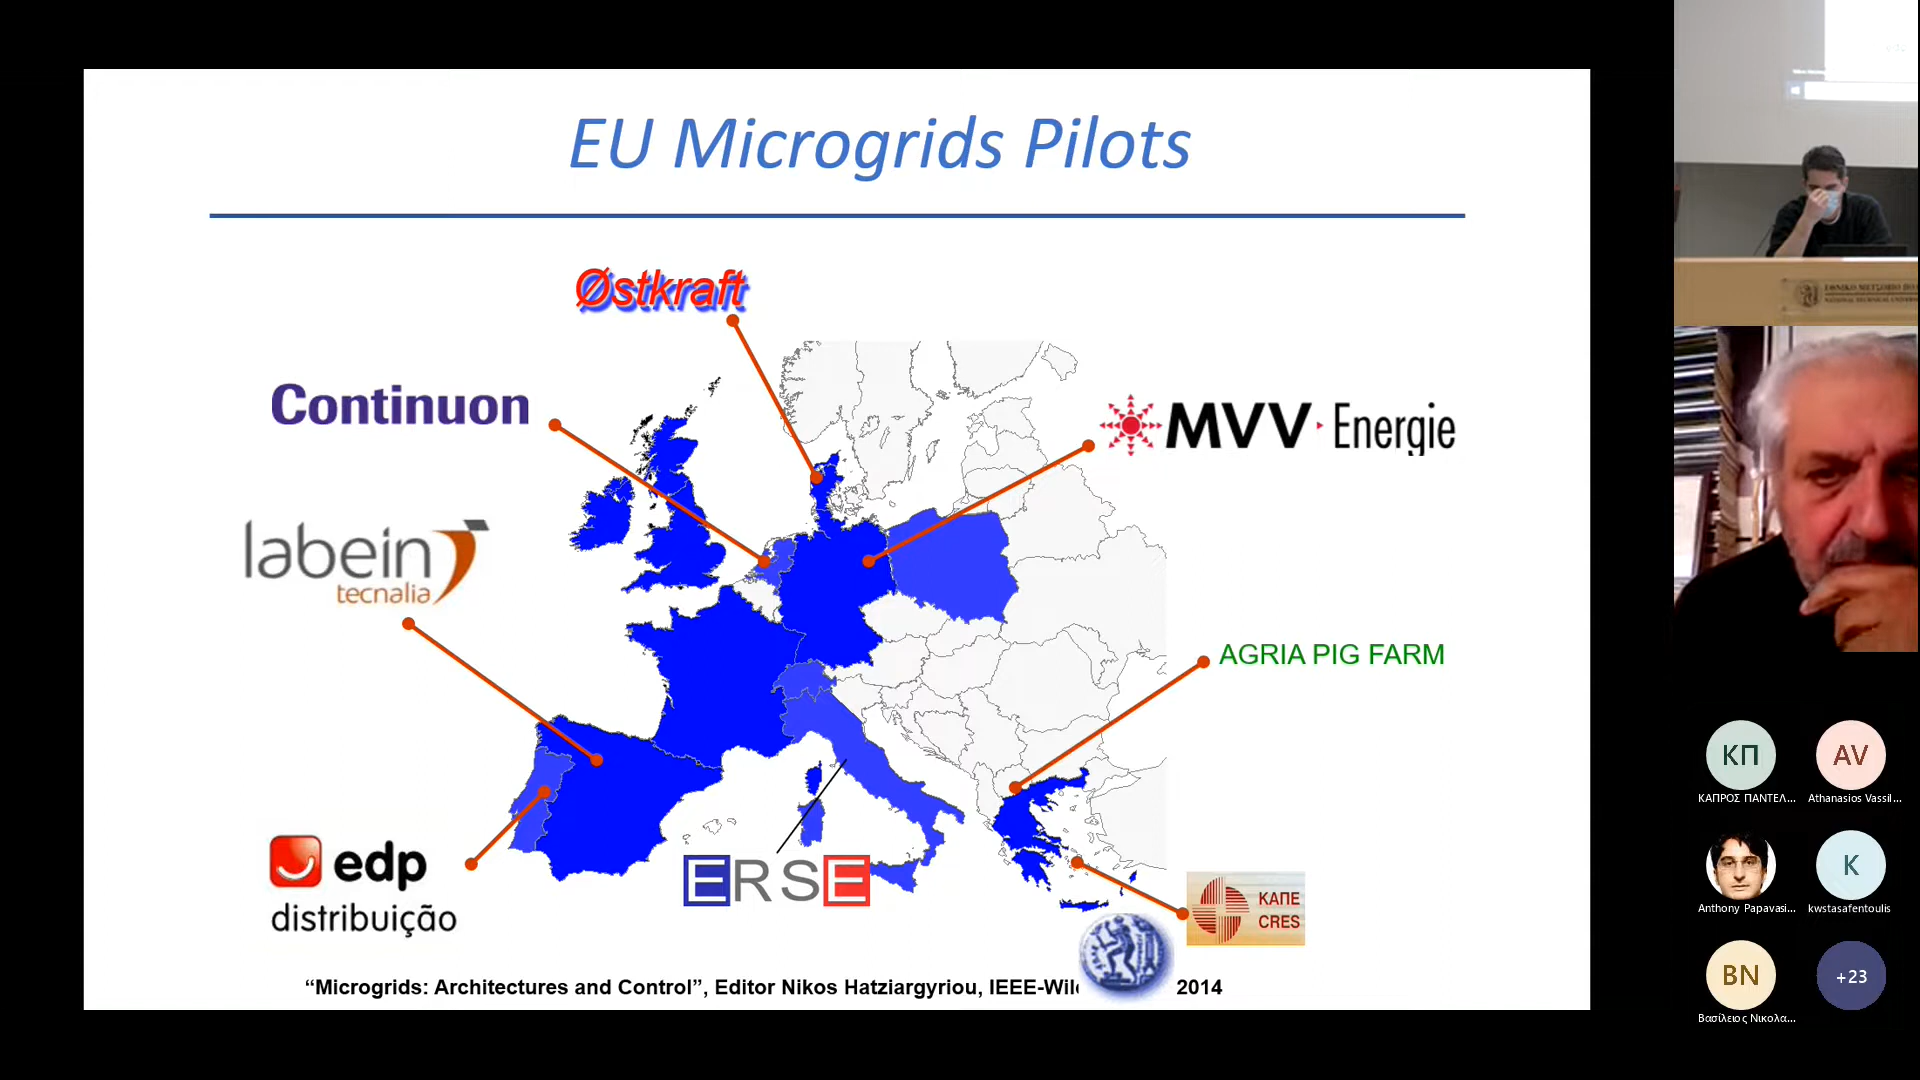 EU Microgrids Pilots
Østkraft
Continuon
MVV Energie
labein
tecnalia
AGRIA PIG FARM
edp
distribuição
ERSE
ΚΑΠΕ
CRES
“Microgrids: Architectures and Control”, Editor Nikos Hatziargyriou, IEEE-Wil
2014
ΚΠ
AV
ΚΑΠΡΟΣ ΠΑΝΤΕΛ...
Athanasios Vassil...
K
Anthony Papavasi...
kwstasafentoulis
ΒΝ
+23
Βασίλειος Νικολα...